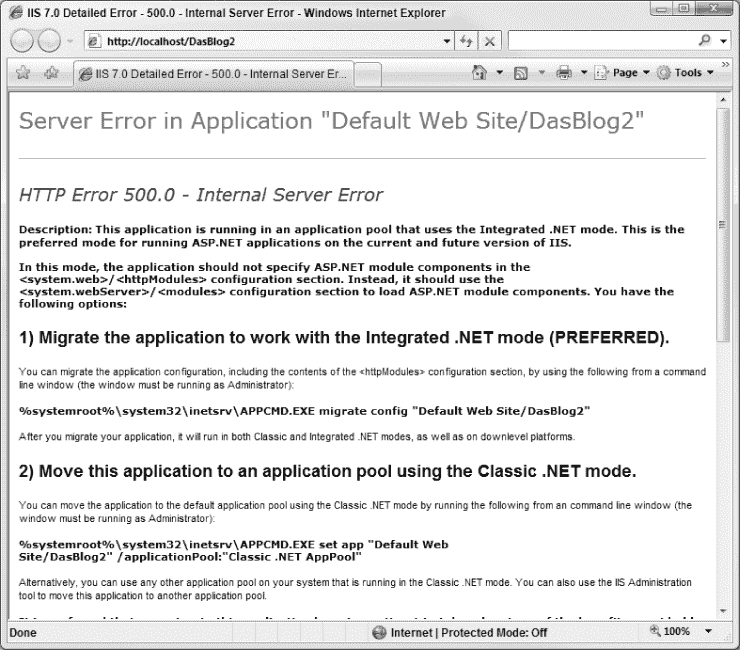 IIS 7.0 Detailed Error - 500.0 - Internal Server Error - Windows Internet Explorer
http://localhost/DasBlog2
IIS 7.0 Detailed Error - 500.0 - Internal Server Er...
Page
Tools
Server Error in Application "Default Web Site/DasBlog2"
HTTP Error 500.0 - Internal Server Error
Description: This application is running in an application pool that uses the Integrated .NET mode. This is the
preferred mode for running ASP.NET applications on the current and future version of IIS.
In this mode, the application should not specify ASP.NET module components in the
<system.web>/<httpModules> configuration section. Instead, it should use the
<system.webServer>/<modules> configuration section to load ASP.NET module components. You have the
following options:
1) Migrate the application to work with the Integrated .NET mode (PREFERRED).
You can migrate the application configuration, including the contents of the <httpModules> configuration section, by using the following from a command
line window (the window must be running as Administrator):
%systemroot%\system32\inetsrv\APPCMD.EXE migrate config "Default Web Site/DasBlog2"
After you migrate your application, it will run in both Classic and Integrated .NET modes, as well as on downlevel platforms.
2) Move this application to an application pool using the Classic .NET mode.
You can move the application to the default application pool using the Classic .NET mode by running the following from an command line window (the
window must be running as Administrator):
%systemroot%\system32\inetsrv\APPCMD.EXE set app "Default Web
Site/DasBlog2" /applicationPool:"Classic .NET AppPool"
Alternatively, you can use any other application pool on your system that is running in the Classic .NET mode. You can also use the IIS Administration
tool to move this application to another application pool.
Done
Internet | Protected Mode: Off
100%